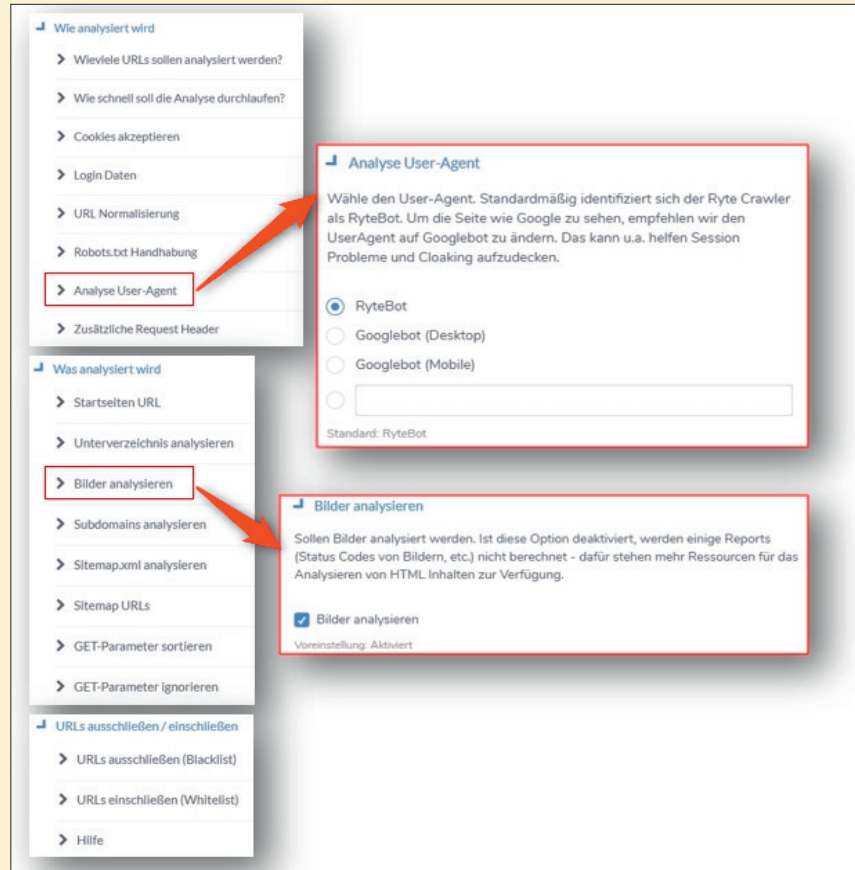 Wie analysiert wird
Wieviele URLs sollen analysiert werden?
Wie schnell soll die Analyse durchlaufen?
Cookies akzeptieren
Login Daten
URL Normalisierung
Robots.txt Handhabung
Analyse User-Agent
Zusätzliche Request Header
Analyse User-Agent
Wähle den User-Agent. Standardmäßig identifiziert sich der Ryte Crawler
als RyteBot. Um die Seite wie Google zu sehen, empfehlen wir den
UserAgent auf Googlebot zu ändern. Das kann u.a. helfen Session
Probleme und Cloaking aufzudecken.
RyteBot
Googlebot (Desktop)
Googlebot (Mobile)
Standard: RyteBot
Was analysiert wird
Startseiten URL
Unterverzeichnis analysieren
Bilder analysieren
Subdomains analysieren
Sitemap.xml analysieren
Sitemap URLs
GET-Parameter sortieren
GET-Parameter ignorieren
Bilder analysieren
Sollen Bilder analysiert werden. Ist diese Option deaktiviert, werden einige Reports
(Status Codes von Bildern, etc.) nicht berechnet - dafür stehen mehr Ressourcen für das
Analysieren von HTML Inhalten zur Verfügung.
Bilder analysieren
Voreinstellung: Aktiviert
URLs ausschließen / einschließen
URLs ausschließen (Blacklist)
URLs einschließen (Whitelist)
Hilfe